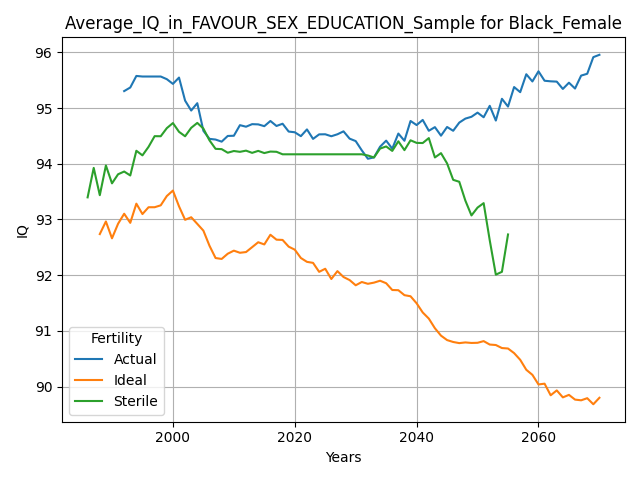 Average_IQ_in_FAVOUR_SEX_EDUCATION_Sample for Black_Female
96
95
94
93
92
91
90
IQ
Fertility
Actual
Ideal
Sterile
2000 2020 2040 2060
Years